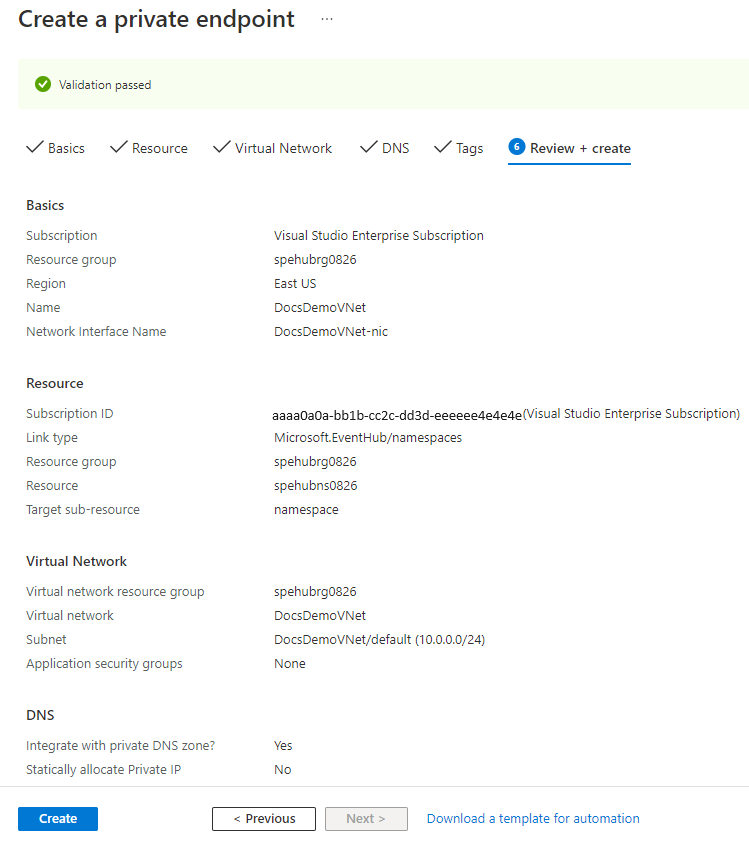 Create a private endpoint ...
Validation passed
Basics Resource Virtual Network DNS Tags 6 Review + create
Basics
Subscription Visual Studio Enterprise Subscription
Resource group spehubrg0826
Region East US
Name DocsDemoVNet
Network Interface Name DocsDemoVNet-nic
Resource
Subscription ID aaaa0a0a-bb1b-cc2c-dd3d-eeeeee4e4e4e(Visual Studio Enterprise Subscription)
Link type Microsoft.EventHub/namespaces
Resource group spehubrg0826
Resource spehubns0826
Target sub-resource namespace
Virtual Network
Virtual network resource group spehubrg0826
Virtual network DocsDemoVNet
Subnet DocsDemoVNet/default (10.0.0.0/24)
Application security groups None
DNS
Integrate with private DNS zone? Yes
Statically allocate Private IP No
Create < Previous Next > Download a template for automation